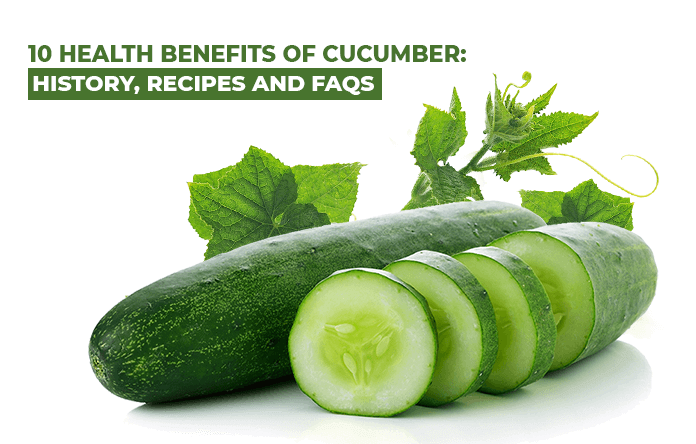 10 HEALTH BENEFITS OF CUCUMBER:
HISTORY, RECIPES AND FAQS